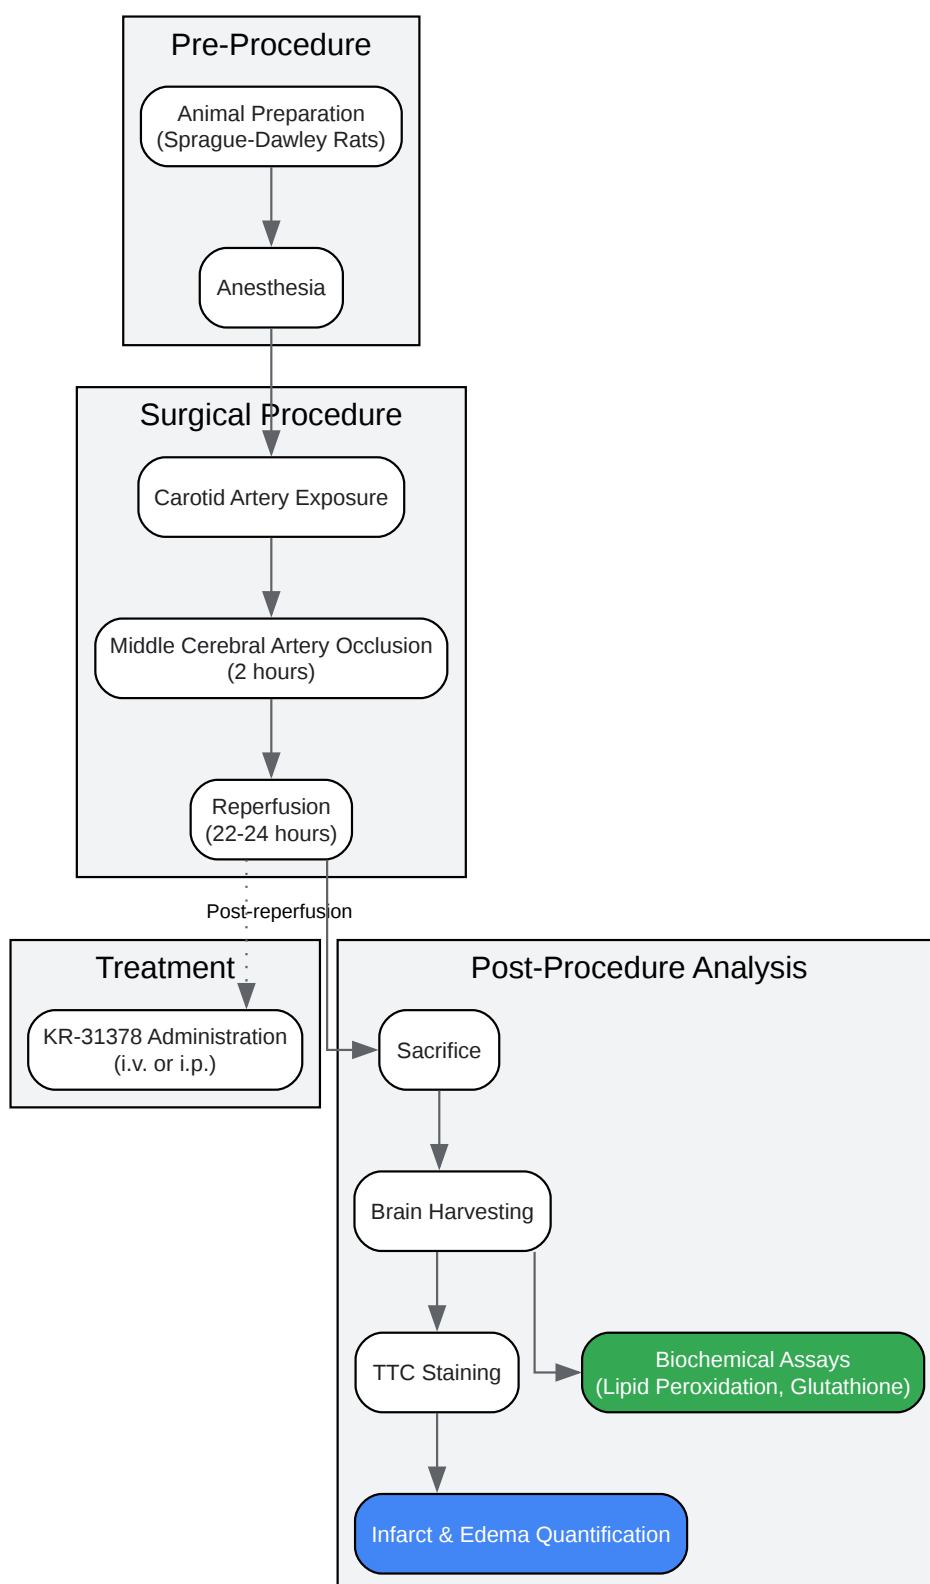 Pre-Procedure
Animal Preparation
(Sprague-Dawley Rats)
Anesthesia
Surgical Procedure
Carotid Artery Exposure
Middle Cerebral Artery Occlusion
(2 hours)
Reperfusion
(22-24 hours)
Post-reperfusion
Treatment
KR-31378 Administration
(i.v. or i.p.)
Post-Procedure Analysis
Sacrifice
Brain Harvesting
TTC Staining
Biochemical Assays
(Lipid Peroxidation, Glutathione)
Infarct & Edema Quantification